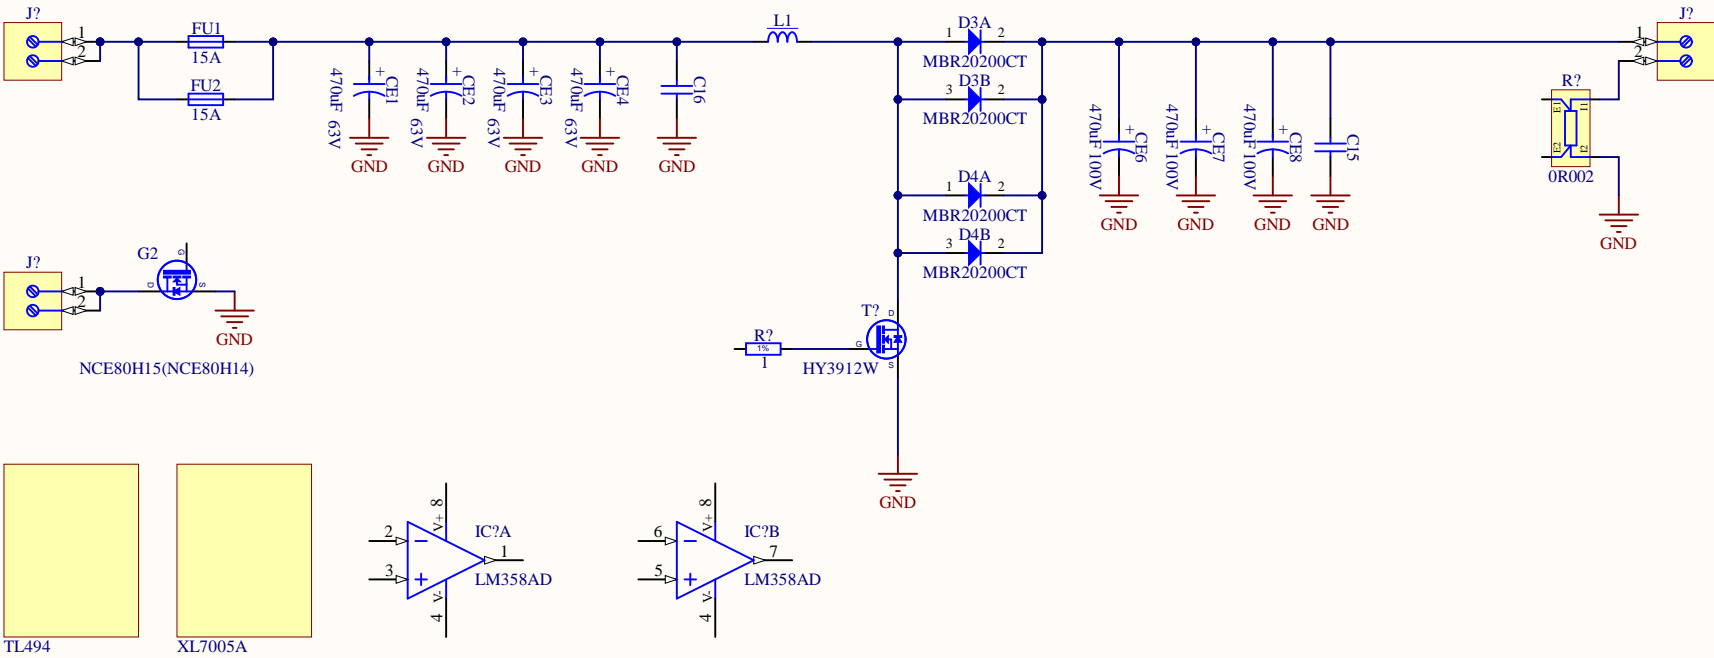 J?
1
2
FU1
15A
FU2
15A
+
CE1
470uF 63V
GND
+
CE2
470uF 63V
GND
+
CE3
470uF 63V
GND
+
CE4
470uF 63V
GND
C16
GND
L1
D3A
1 2
MBR20200CT
D3B
3 2
MBR20200CT
D4A
1 2
MBR20200CT
D4B
3 2
MBR20200CT
+
CE6
470uF 100V
GND
+
CE7
470uF 100V
GND
+
CE8
470uF 100V
GND
C15
GND
J?
1
2
R?
E1 I1
E2 I2
0R002
GND
J?
1
2
G2
G
D S
GND
NCE80H15(NCE80H14)
R?
1%
1
T?
D
G
S
HY3912W
GND
TL494
XL7005A
8
V+
IC?A
2
1
3
LM358AD
V-
4
8
V+
IC?B
6
7
5
LM358AD
V-
4